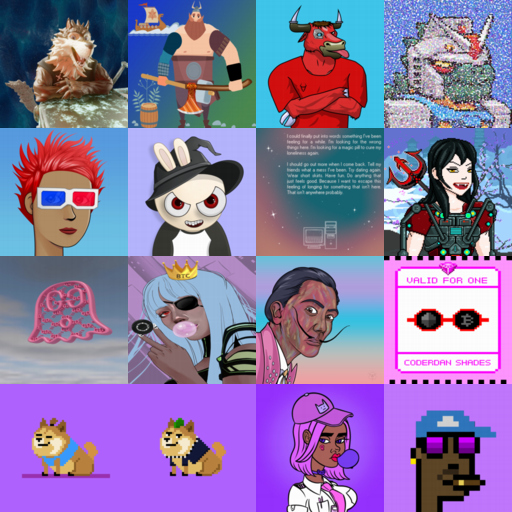 I could finally put into words something I've been
feeling for a while. I'm looking for the wrong
things here. I'm looking for a magic pill to cure my
loneliness again.
I should go out more when I come back. Tell my
friends what a mess I've been. Try dating again.
Wear short skirts. Have fun. Do anything that
just feels good. Because I want to escape this
feeling of longing for something that isn't here.
That isn't anywhere probably.
BTC
VALID FOR ONE
CODERDAN SHADES